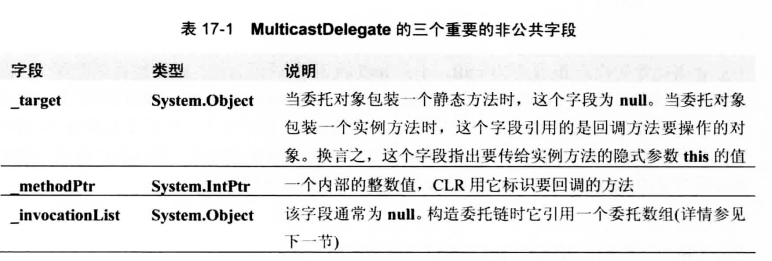 表 17-1 MulticastDelegate 的三个重要的非公共字段
字段 类型 说明
_target System.Object 当委托对象包装一个静态方法时，这个字段为 null。当委托对象
包装一个实例方法时，这个字段引用的是回调方法要操作的对
象。换言之，这个字段指出要传给实例方法的隐式参数 this 的值
_methodPtr System.IntPtr 一个内部的整数值，CLR 用它标识要回调的方法
_invocationList System.Object 该字段通常为 null。构造委托链时它引用一个委托数组(详情参见
下一节)